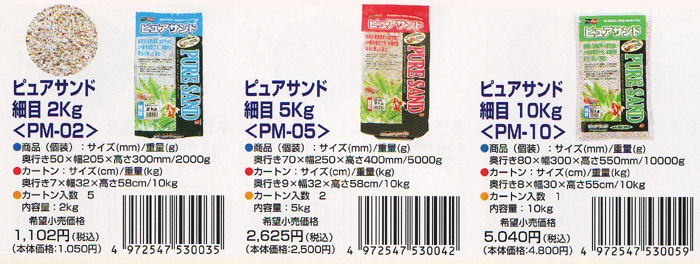 ピュアサンド
PURE SAND
ピュアサンド
細目 2Kg
<PM-02>
●商品（個装）：サイズ(mm)/重量(g)
奥行き50×幅205×高さ300mm/2000g
●カートン：サイズ(cm)/重量(kg)
奥行き7×幅32×高さ58cm/10kg
●カートン入数 5
内容量：2kg
希望小売価格
1,102円(税込)
(本体価格:1.050円)
4972547530035
ピュアサンド
PURE SAND
ピュアサンド
細目 5Kg
<PM-05>
●商品（個装）：サイズ(mm)/重量(g)
奥行き70×幅250×高さ400mm/5000g
●カートン：サイズ(cm)/重量(kg)
奥行き9×幅32×高さ58cm/10kg
●カートン入数 2
内容量：5kg
希望小売価格
2,625円(税込)
(本体価格:2,500円)
4972547530042
ピュアサンド
PURE SAND
ピュアサンド
細目 10Kg
<PM-10>
●商品（個装）：サイズ(mm)/重量(g)
奥行き80×幅300×高さ550mm/10000g
●カートン：サイズ(cm)/重量(kg)
奥行き8×幅30×高さ55cm/10kg
●カートン入数 1
内容量：10kg
希望小売価格
5.040円(税込)
(本体価格:4.800円)
4972547530059